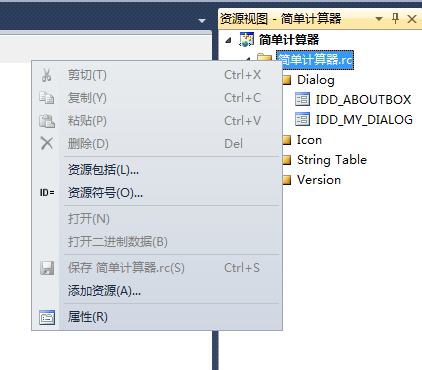 资源视图 - 简单计算器
简单计算器
简单计算器.rc
Dialog
IDD_ABOUTBOX
IDD_MY_DIALOG
Icon
String Table
Version
剪切(T) Ctrl+X
复制(Y) Ctrl+C
粘贴(P) Ctrl+V
删除(D) Del
资源包括(L)...
ID= 资源符号(O)...
打开(N)
打开二进制数据(B)
保存 简单计算器.rc(S) Ctrl+S
添加资源(A)...
属性(R)